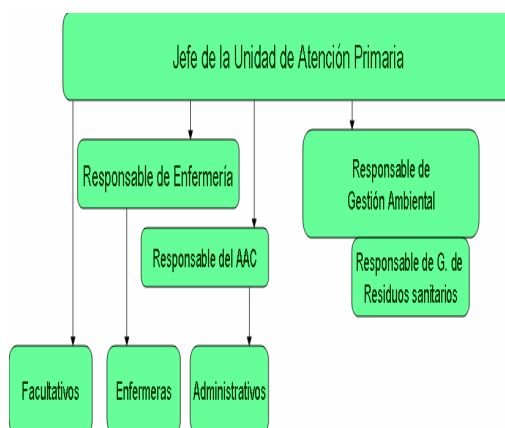 Jefe de la Unidad de Atención Primaria
Responsable de Enfermería
Responsable de
Gestión Ambiental
Responsable del AAC
Responsable de G. de
Residuos sanitarios
Facultativos
Enfermeras
Administrativos